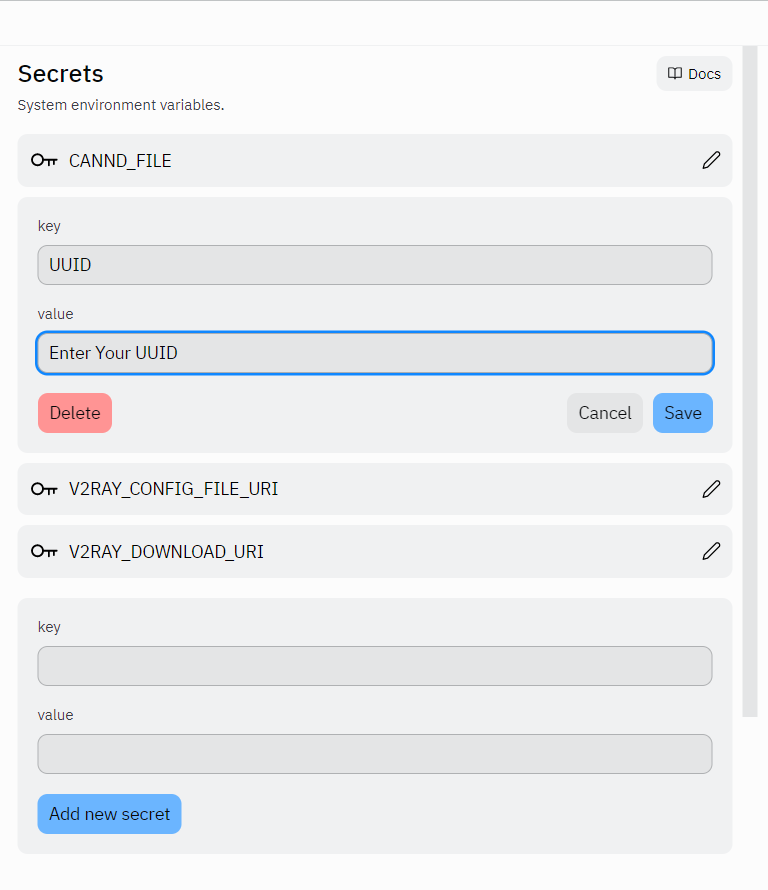 Secrets
Docs
System environment variables.
CANND_FILE
key
UUID
value
Enter Your UUID
Delete
Cancel
Save
V2RAY_CONFIG_FILE_URI
V2RAY_DOWNLOAD_URI
key
value
Add new secret